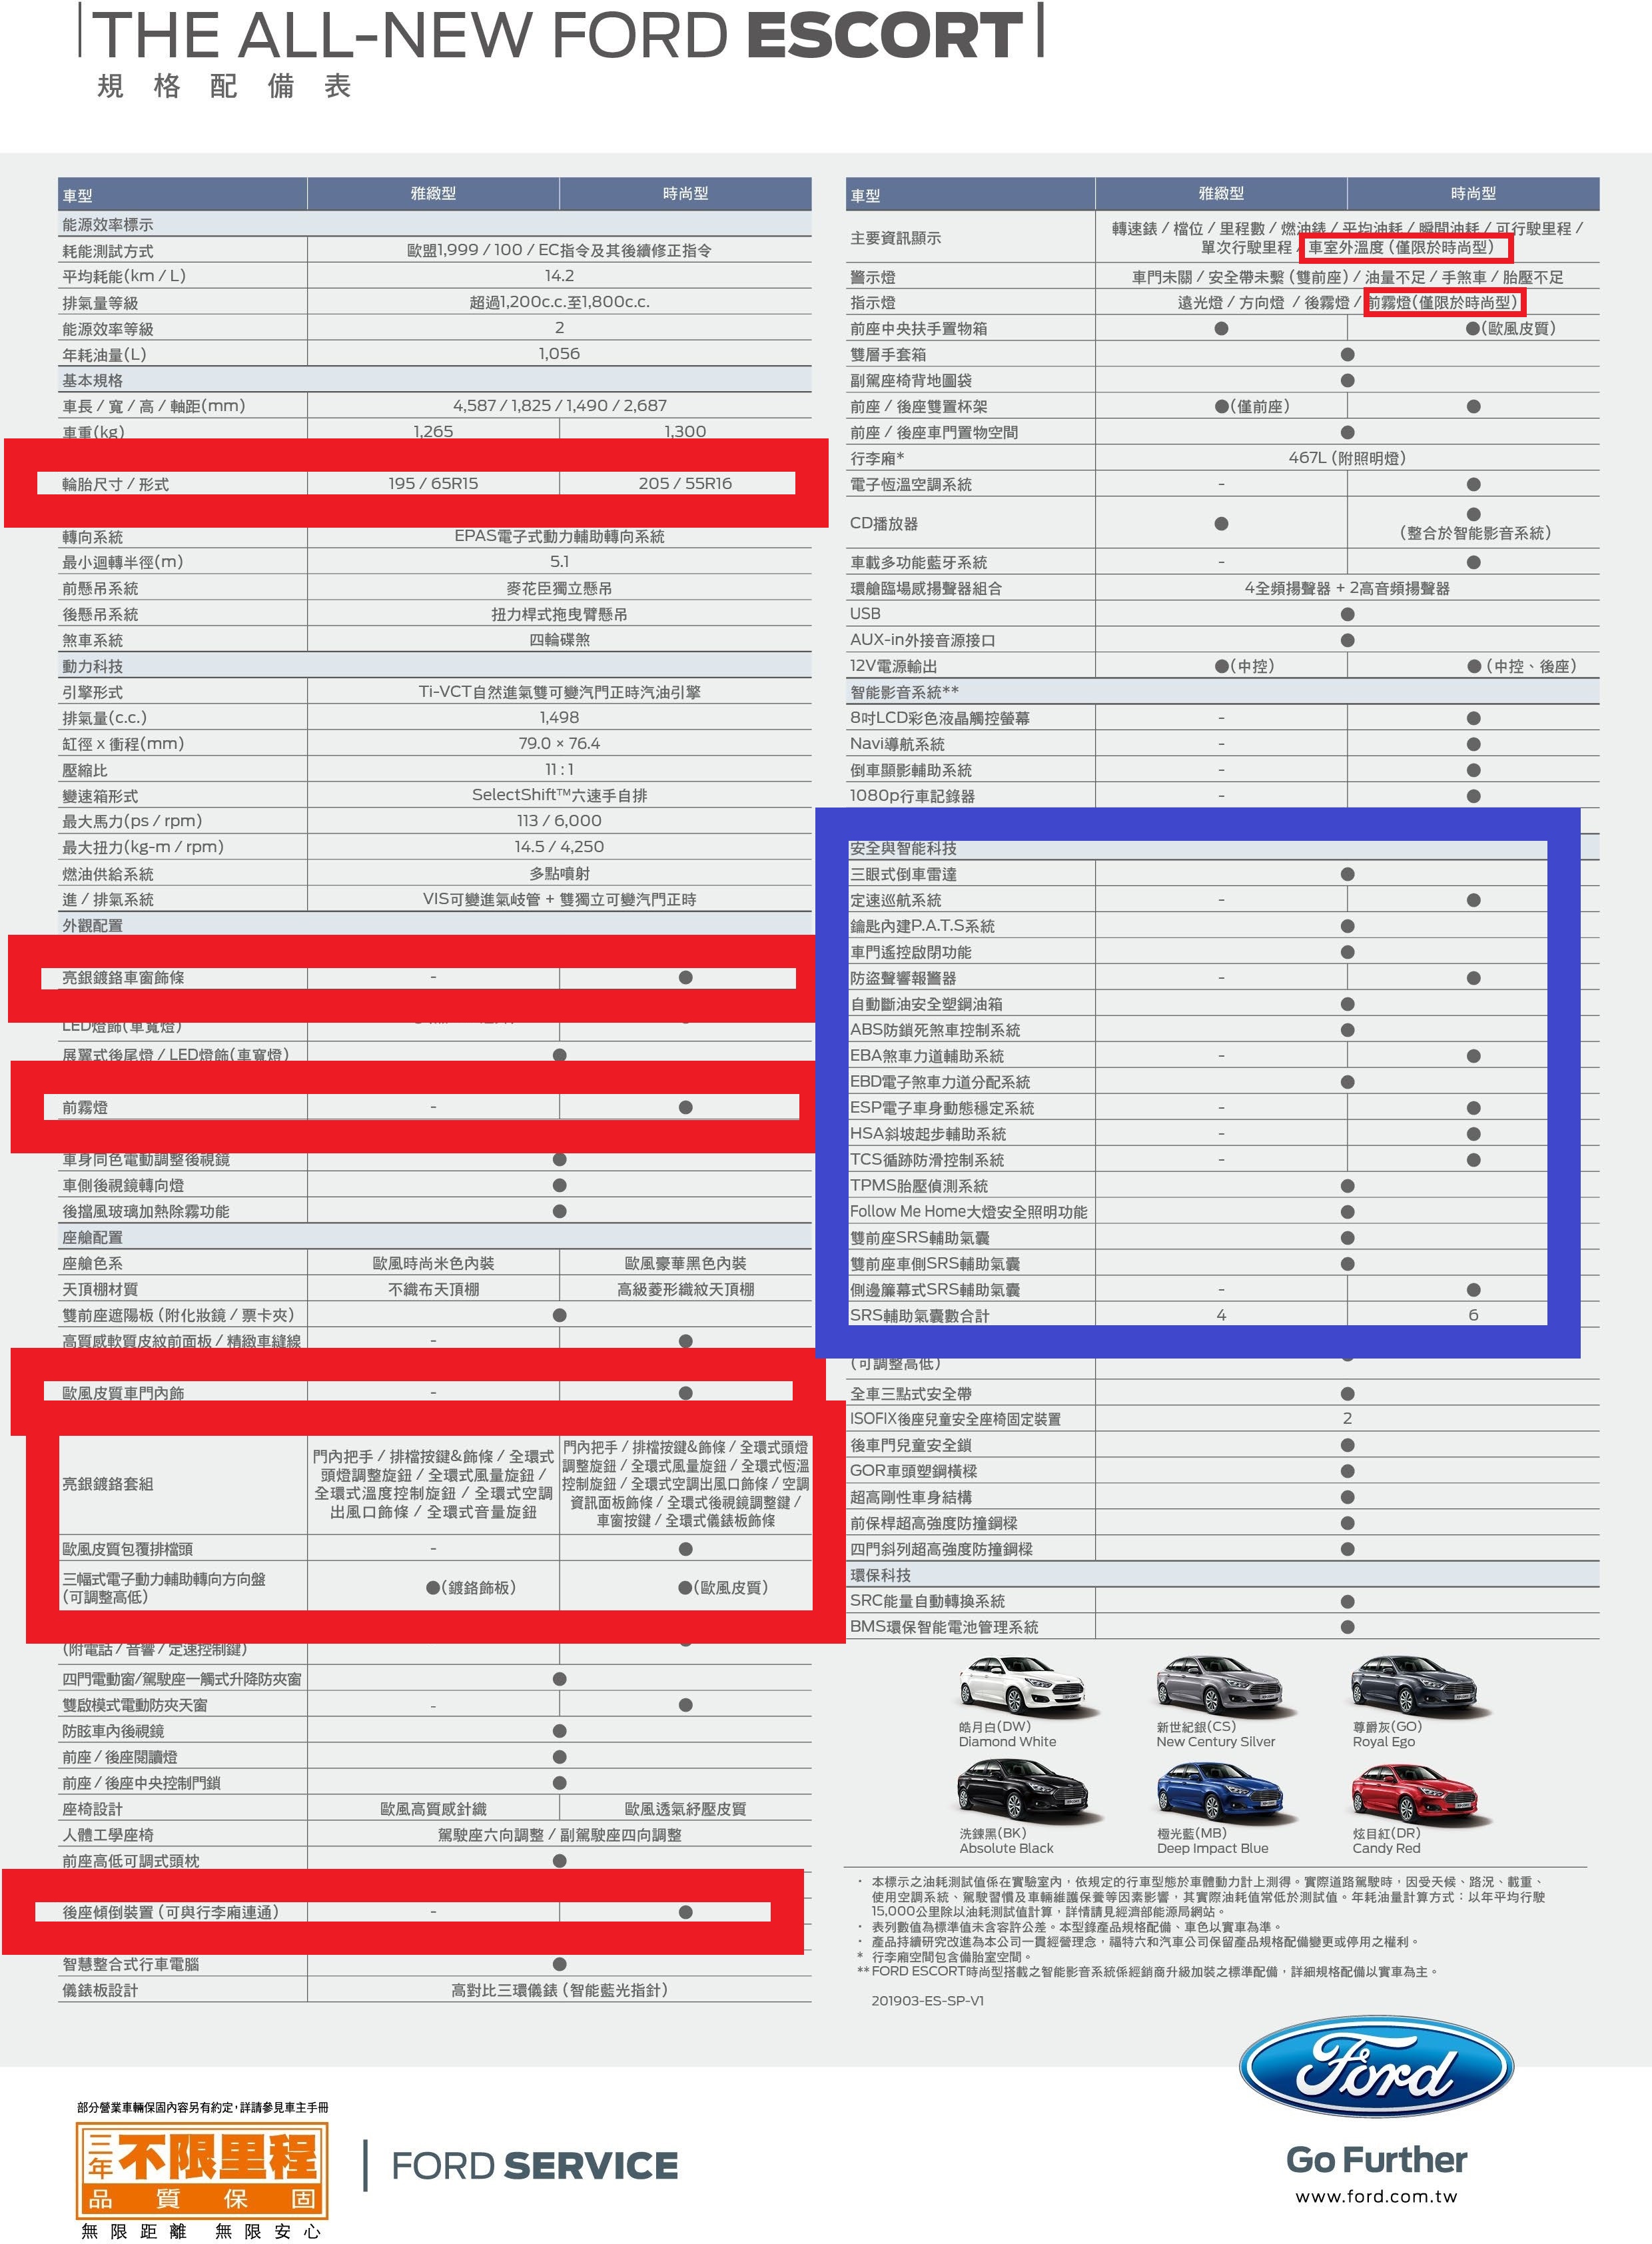 THE ALL-NEW FORD ESCORT
規格配備表
車型 雅緻型 時尚型
能源效率標示
耗能測試方式 歐盟1,999 / 100 / EC指令及其後續修正指令
平均耗能(km / L) 14.2
排氣量等級 超過1,200c.c.至1,800c.c.
能源效率等級 2
年耗油量(L) 1,056
基本規格
車長 / 寬 / 高 / 軸距(mm) 4,587 / 1,825 / 1,490 / 2,687
車重(kg) 1,265 1,300
輪胎尺寸 / 形式 195 / 65R15 205 / 55R16
轉向系統 EPAS電子式動力輔助轉向系統
最小迴轉半徑(m) 5.1
前懸吊系統 麥花臣獨立懸吊
後懸吊系統 扭力桿式拖曳臂懸吊
煞車系統 四輪碟煞
動力科技
引擎形式 Ti-VCT自然進氣雙可變汽門正時汽油引擎
排氣量(c.c.) 1,498
缸徑 x 衝程(mm) 79.0 × 76.4
壓縮比 11 : 1
變速箱形式 SelectShift™六速手自排
最大馬力(ps / rpm) 113 / 6,000
最大扭力(kg-m / rpm) 14.5 / 4,250
燃油供給系統 多點噴射
進 / 排氣系統 VIS可變進氣岐管 + 雙獨立可變汽門正時
外觀配置
亮銀鍍鉻車窗飾條 - ●
LED燈飾(車寬燈)
展翼式後尾燈 / LED燈飾(車寬燈) ●
前霧燈 - ●
車身同色電動調整後視鏡 ●
車側後視鏡轉向燈 ●
後擋風玻璃加熱除霧功能 ●
座艙配置
座艙色系 歐風時尚米色內裝 歐風豪華黑色內裝
天頂棚材質 不織布天頂棚 高級菱形織紋天頂棚
雙前座遮陽板 (附化妝鏡 / 票卡夾) ●
高質感軟質皮紋前面板 / 精緻車縫線 - ●
歐風皮質車門內飾 - ●
亮銀鍍鉻套組
門內把手 / 排檔按鍵&飾條 / 全環式
頭燈調整旋鈕 / 全環式風量旋鈕 /
全環式溫度控制旋鈕 / 全環式空調
出風口飾條 / 全環式音量旋鈕
門內把手 / 排檔按鍵&飾條 / 全環式頭燈
調整旋鈕 / 全環式風量旋鈕 / 全環式恆溫
控制旋鈕 / 全環式空調出風口飾條 / 空調
資訊面板飾條 / 全環式後視鏡調整鍵 /
車窗按鍵 / 全環式儀錶板飾條
歐風皮質包覆排檔頭 - ●
三幅式電子動力輔助轉向方向盤
(可調整高低) ●(鍍鉻飾板) ●(歐風皮質)
(附電話 / 音響 / 定速控制鍵)
四門電動窗/駕駛座一觸式升降防夾窗 ●
雙啟模式電動防夾天窗 - ●
防眩車內後視鏡 ●
前座 / 後座閱讀燈 ●
前座 / 後座中央控制門鎖 ●
座椅設計 歐風高質感針織 歐風透氣紓壓皮質
人體工學座椅 駕駛座六向調整 / 副駕駛座四向調整
前座高低可調式頭枕 ●
後座傾倒裝置 (可與行李廂連通) - ●
智慧整合式行車電腦 ●
儀錶板設計 高對比三環儀錶 (智能藍光指針)
車型 雅緻型 時尚型
主要資訊顯示 轉速錶 / 檔位 / 里程數 / 燃油錶 / 平均油耗 / 瞬間油耗 / 可行駛里程 /
單次行駛里程 / 車室外溫度 (僅限於時尚型)
警示燈 車門未關 / 安全帶未繫 (雙前座) / 油量不足 / 手煞車 / 胎壓不足
指示燈 遠光燈 / 方向燈 / 後霧燈 / 前霧燈(僅限於時尚型)
前座中央扶手置物箱 ● ●(歐風皮質)
雙層手套箱 ●
副駕座椅背地圖袋 ●
前座 / 後座雙置杯架 ●(僅前座) ●
前座 / 後座車門置物空間 ●
行李廂* 467L (附照明燈)
電子恆溫空調系統 - ●
CD播放器 ● ●
(整合於智能影音系統)
車載多功能藍牙系統 - ●
環艙臨場感揚聲器組合 4全頻揚聲器 + 2高音頻揚聲器
USB ●
AUX-in外接音源接口 ●
12V電源輸出 ●(中控) ● (中控、後座)
智能影音系統**
8吋LCD彩色液晶觸控螢幕 - ●
Navi導航系統 - ●
倒車顯影輔助系統 - ●
1080p行車記錄器 - ●
安全與智能科技
三眼式倒車雷達 ●
定速巡航系統 - ●
鑰匙內建P.A.T.S系統 ●
車門遙控啟閉功能 ●
防盜聲響報警器 - ●
自動斷油安全塑鋼油箱 ●
ABS防鎖死煞車控制系統 ●
EBA煞車力道輔助系統 - ●
EBD電子煞車力道分配系統 ●
ESP電子車身動態穩定系統 - ●
HSA斜坡起步輔助系統 - ●
TCS循跡防滑控制系統 - ●
TPMS胎壓偵測系統 ●
Follow Me Home大燈安全照明功能 ●
雙前座SRS輔助氣囊 ●
雙前座車側SRS輔助氣囊 ●
側邊簾幕式SRS輔助氣囊 - ●
SRS輔助氣囊數合計 4 6
(可調整高低)
全車三點式安全帶 ●
ISOFIX後座兒童安全座椅固定裝置 2
後車門兒童安全鎖 ●
GOR車頭塑鋼橫樑 ●
超高剛性車身結構 ●
前保桿超高強度防撞鋼樑 ●
四門斜列超高強度防撞鋼樑 ●
環保科技
SRC能量自動轉換系統 ●
BMS環保智能電池管理系統 ●
皓月白(DW) 新世紀銀(CS) 尊爵灰(GO)
Diamond White New Century Silver Royal Ego
洗鍊黑(BK) 極光藍(MB) 炫目紅(DR)
Absolute Black Deep Impact Blue Candy Red
· 本標示之油耗測試值係在實驗室內，依規定的行車型態於車體動力計上測得。實際道路駕駛時，因受天候、路況、載重、
使用空調系統、駕駛習慣及車輛維護保養等因素影響，其實際油耗值常低於測試值。年耗油量計算方式：以年平均行駛
15,000公里除以油耗測試值計算，詳情請見經濟部能源局網站。
· 表列數值為標準值未含容許公差。本型錄產品規格配備、車色以實車為準。
· 產品持續研究改進為本公司一貫經營理念，福特六和汽車公司保留產品規格配備變更或停用之權利。
* 行李廂空間包含備胎室空間。
** FORD ESCORT時尚型搭載之智能影音系統係經銷商升級加裝之標準配備，詳細規格配備以實車為主。
201903-ES-SP-V1
Ford
Go Further
www.ford.com.tw
部分營業車輛保固內容另有約定，詳請參見車主手冊
三年不限里程
品質保固
無限距離 無限安心
FORD SERVICE